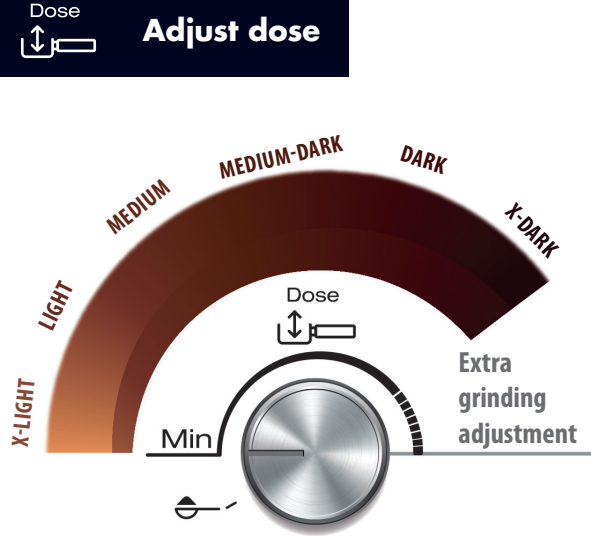 Dose
Adjust dose
MEDIUM-DARK
DARK
MEDIUM
X-DARK
LIGHT
Dose
X-LIGHT
Extra
grinding
adjustment
Min